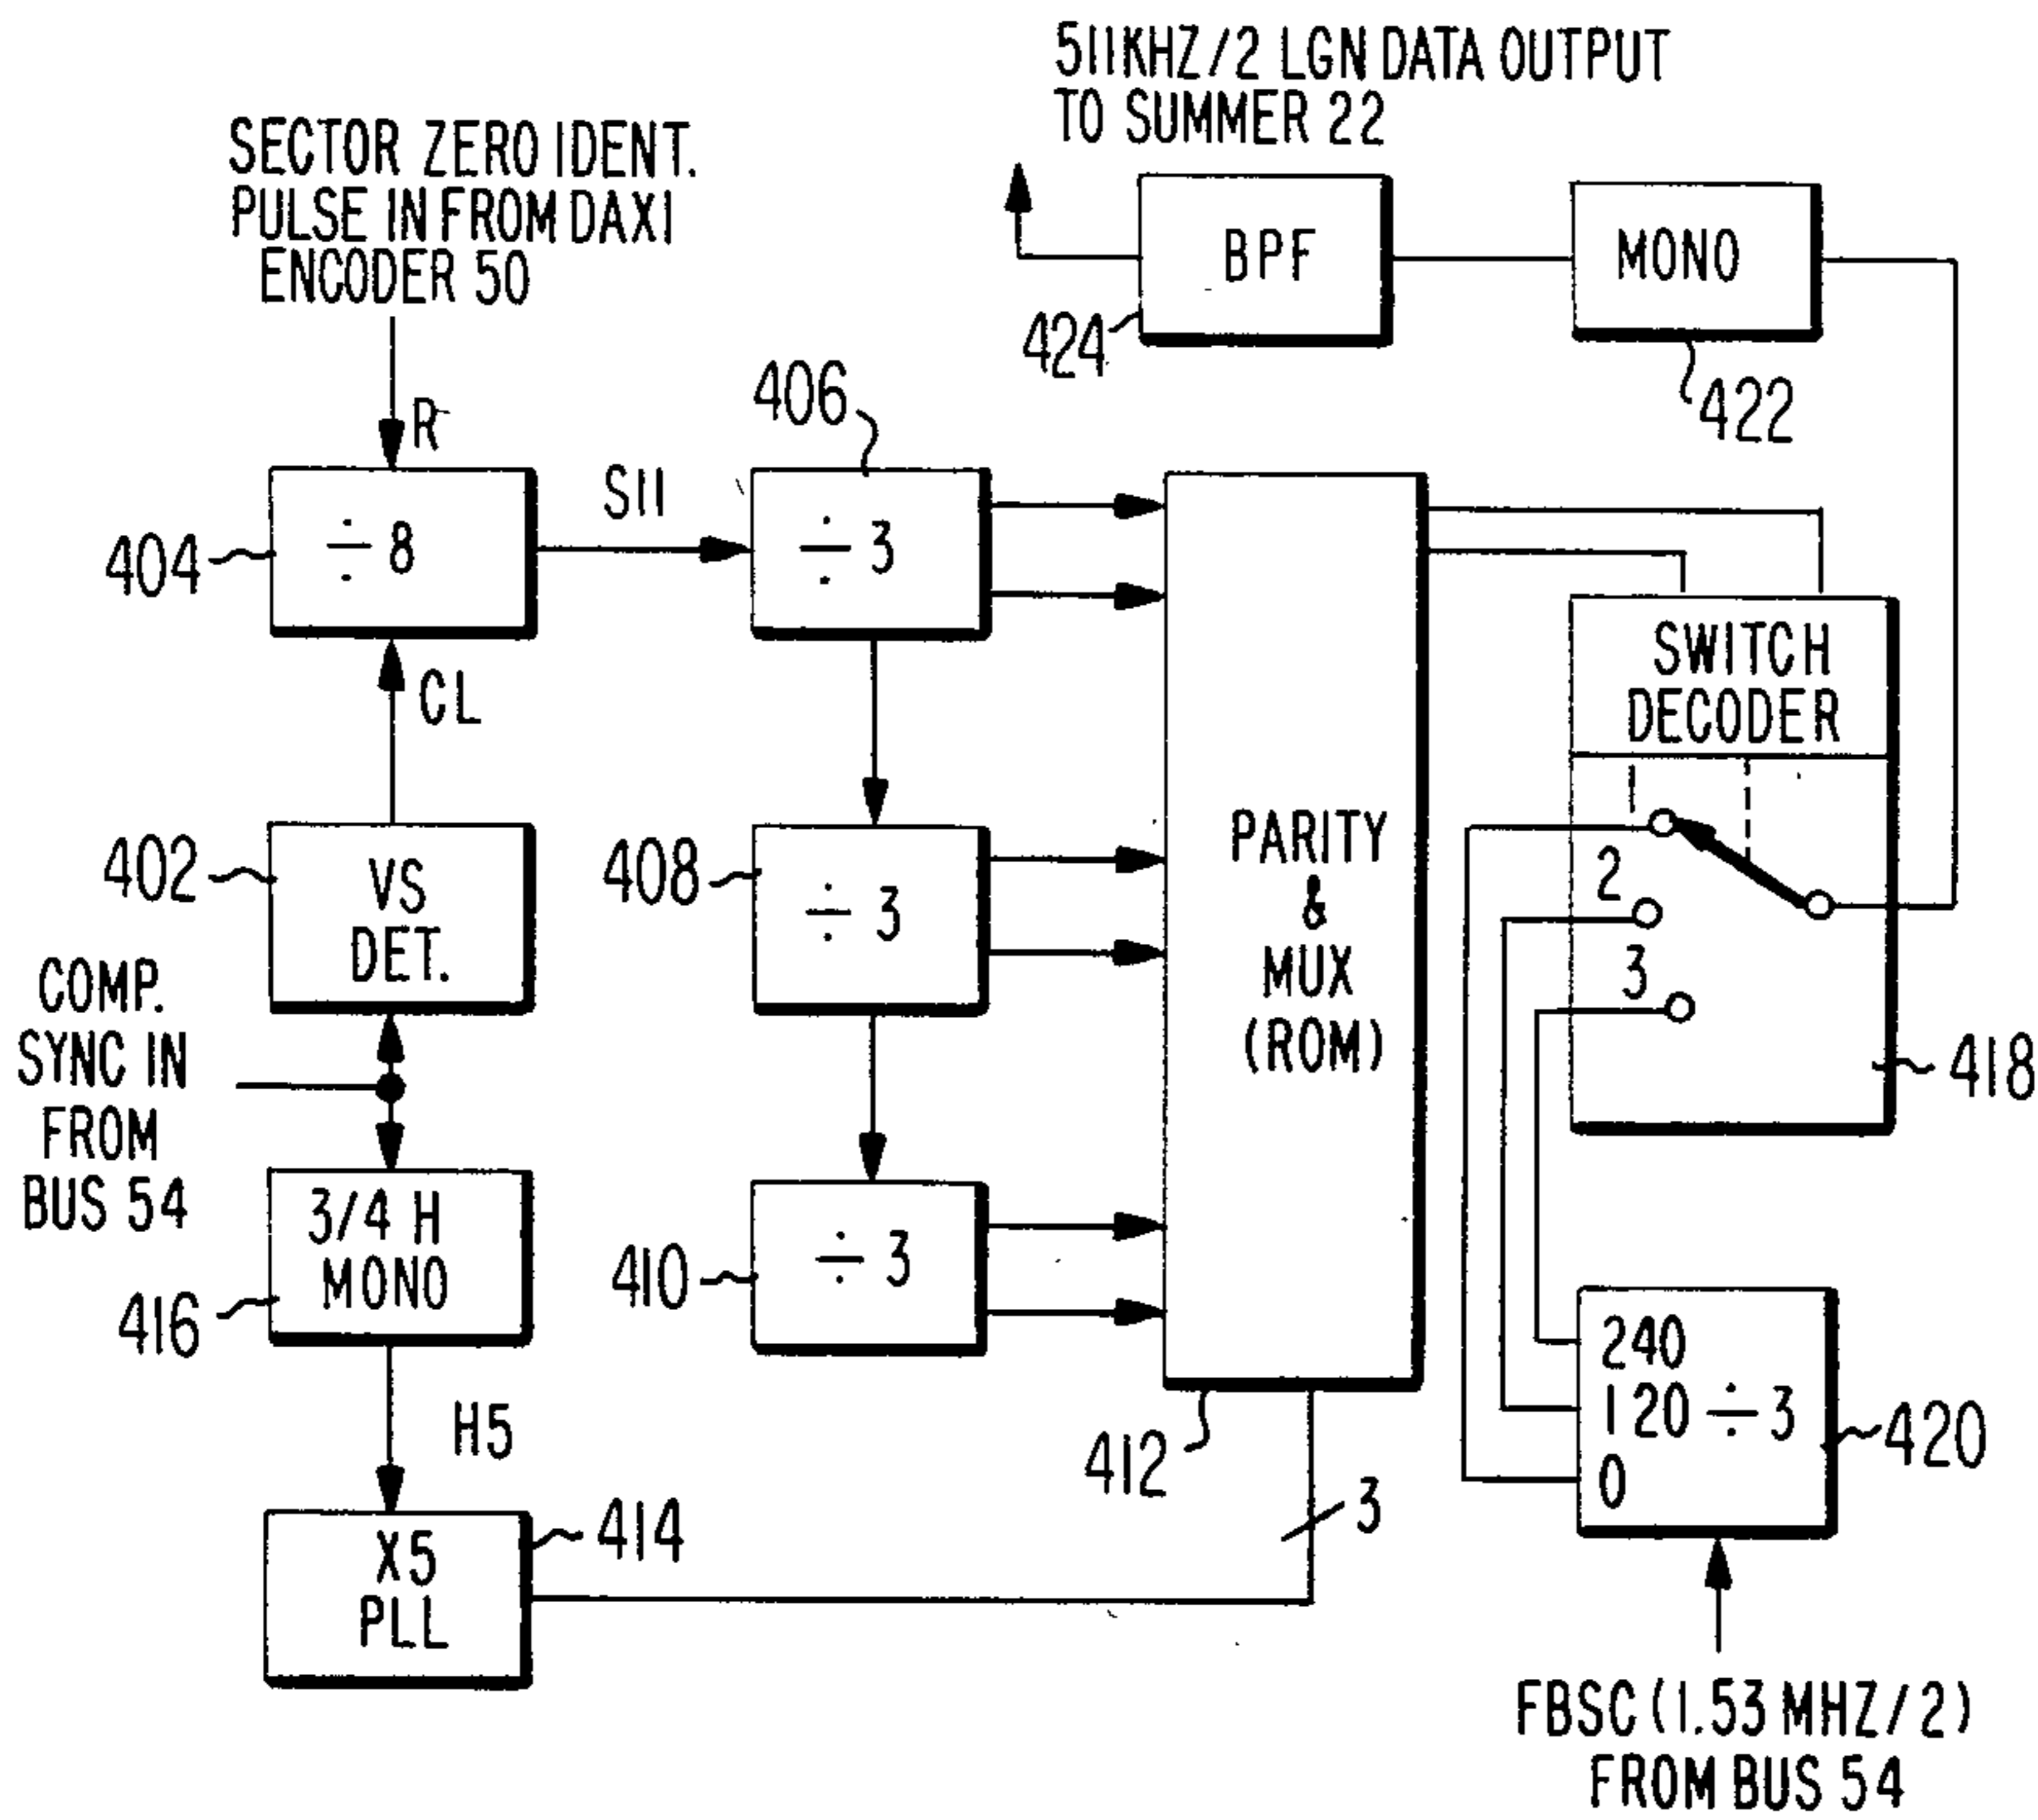 511KHZ/2 LGN DATA OUTPUT
TO SUMMER 22
SECTOR ZERO IDENT.
PULSE IN FROM DAXI
ENCODER 50
R
BPF
424
MONO
422
406
404
÷ 8
S11
÷ 3
CL
402
VS
DET.
408
÷ 3
PARITY
&
MUX
(ROM)
SWITCH
DECODER
1
2
3
418
COMP.
SYNC IN
FROM
BUS 54
3/4 H
MONO
416
410
÷ 3
412
3
H5
X5
PLL
414
240
120 ÷ 3
0
420
FBSC (1.53 MHZ/2)
FROM BUS 54